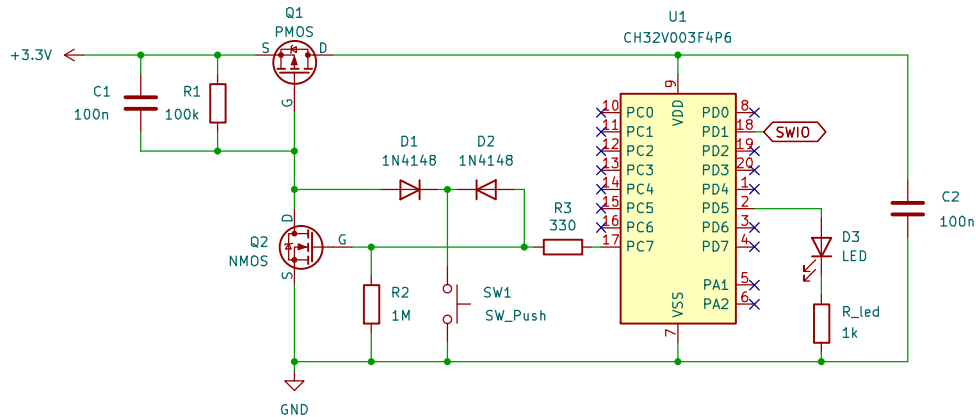 Q1
PMOS
U1
CH32V003F4P6
+3.3V
S
D
G
C1
100n
R1
100k
9
VDD
10 PC0
11 PC1
12 PC2
13 PC3
14 PC4
15 PC5
16 PC6
17 PC7
PD0 8
PD1 18
PD2 19
PD3 20
PD4 1
PD5 2
PD6 3
PD7 4
PA1 5
PA2 6
VSS
7
SWIO
D1
1N4148
D2
1N4148
R3
330
C2
100n
D
Q2
NMOS
G
S
D3
LED
R2
1M
SW1
SW_Push
R_led
1k
GND